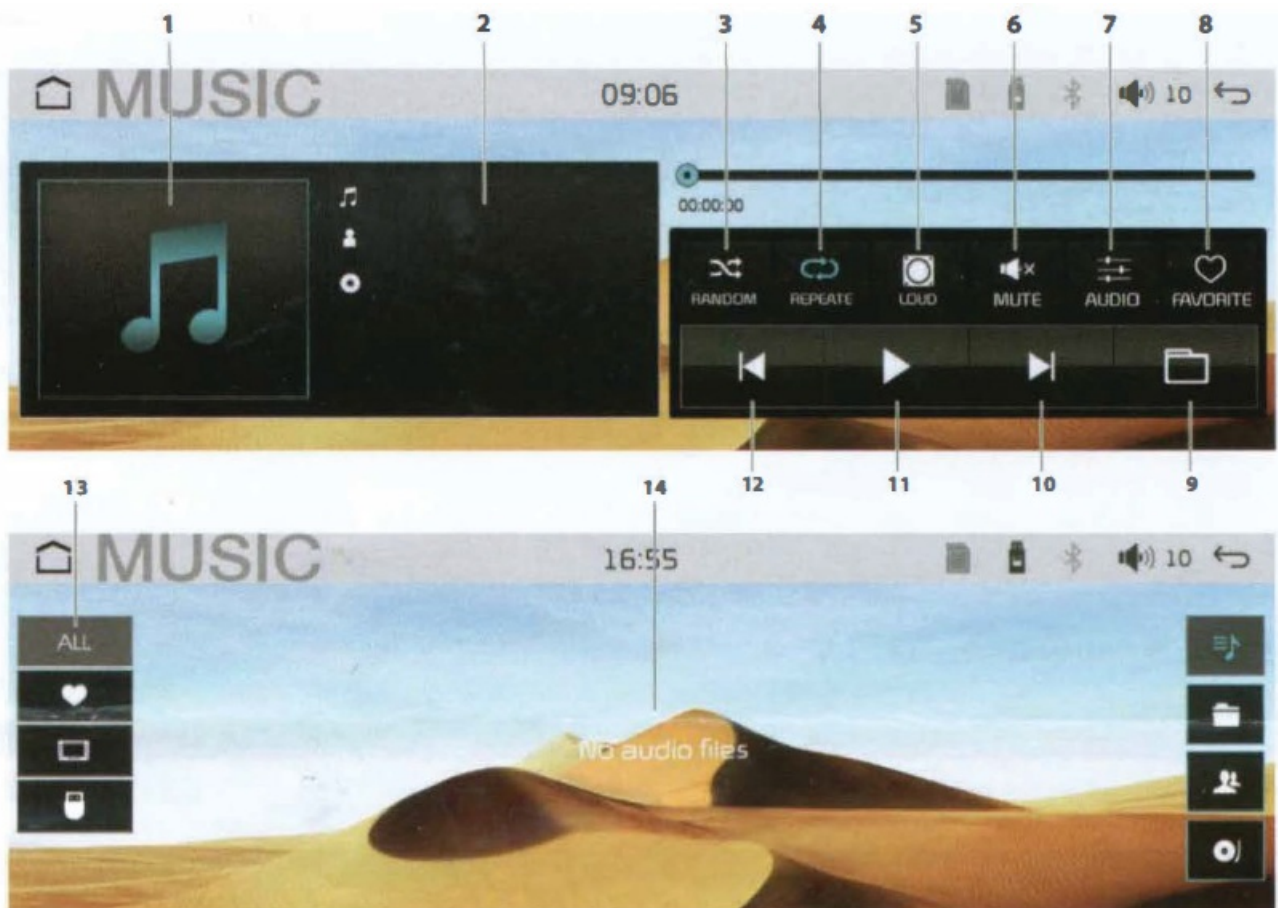 1 2 3 4 5 6 7 8
MUSIC 09:06 10
00:00:00
RANDOM REPEATE LOUD MUTE AUDIO FAVORITE
12 11 10 9
13 14
MUSIC 16:55 10
ALL
No audio files